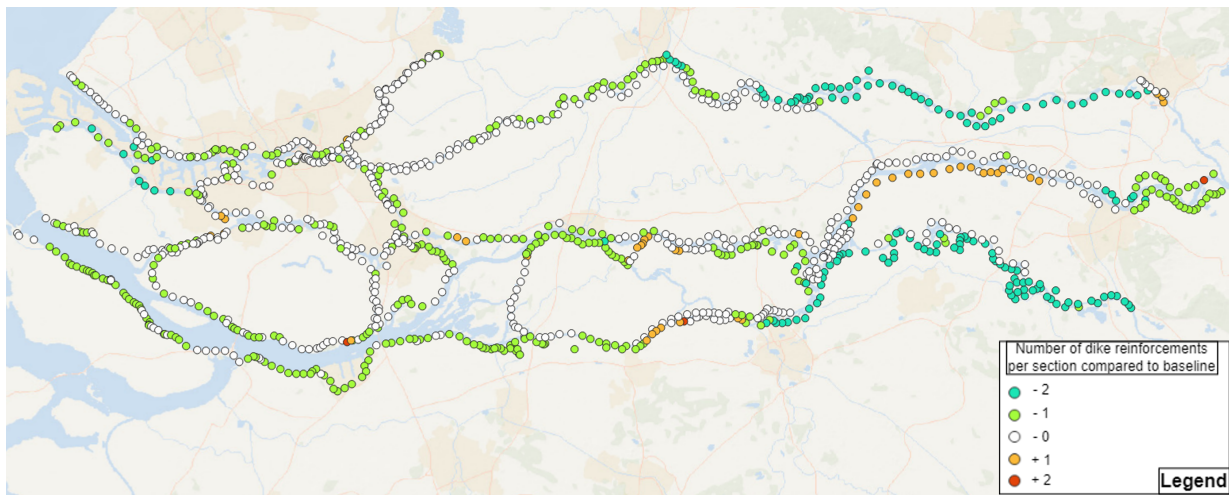 Number of dike reinforcements
per section compared to baseline
- 2
- 1
- 0
+ 1
+ 2
Legend